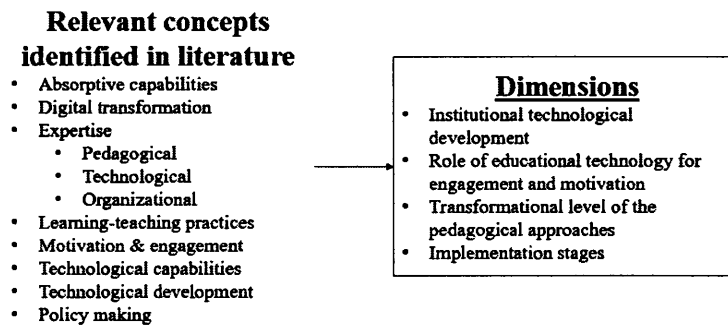 Relevant concepts
identified in literature
• Absorptive capabilities
• Digital transformation
• Expertise
• Pedagogical
• Technological
• Organizational
• Learning-teaching practices
• Motivation & engagement
• Technological capabilities
• Technological development
• Policy making
Dimensions
• Institutional technological
development
• Role of educational technology for
engagement and motivation
• Transformational level of the
pedagogical approaches
• Implementation stages